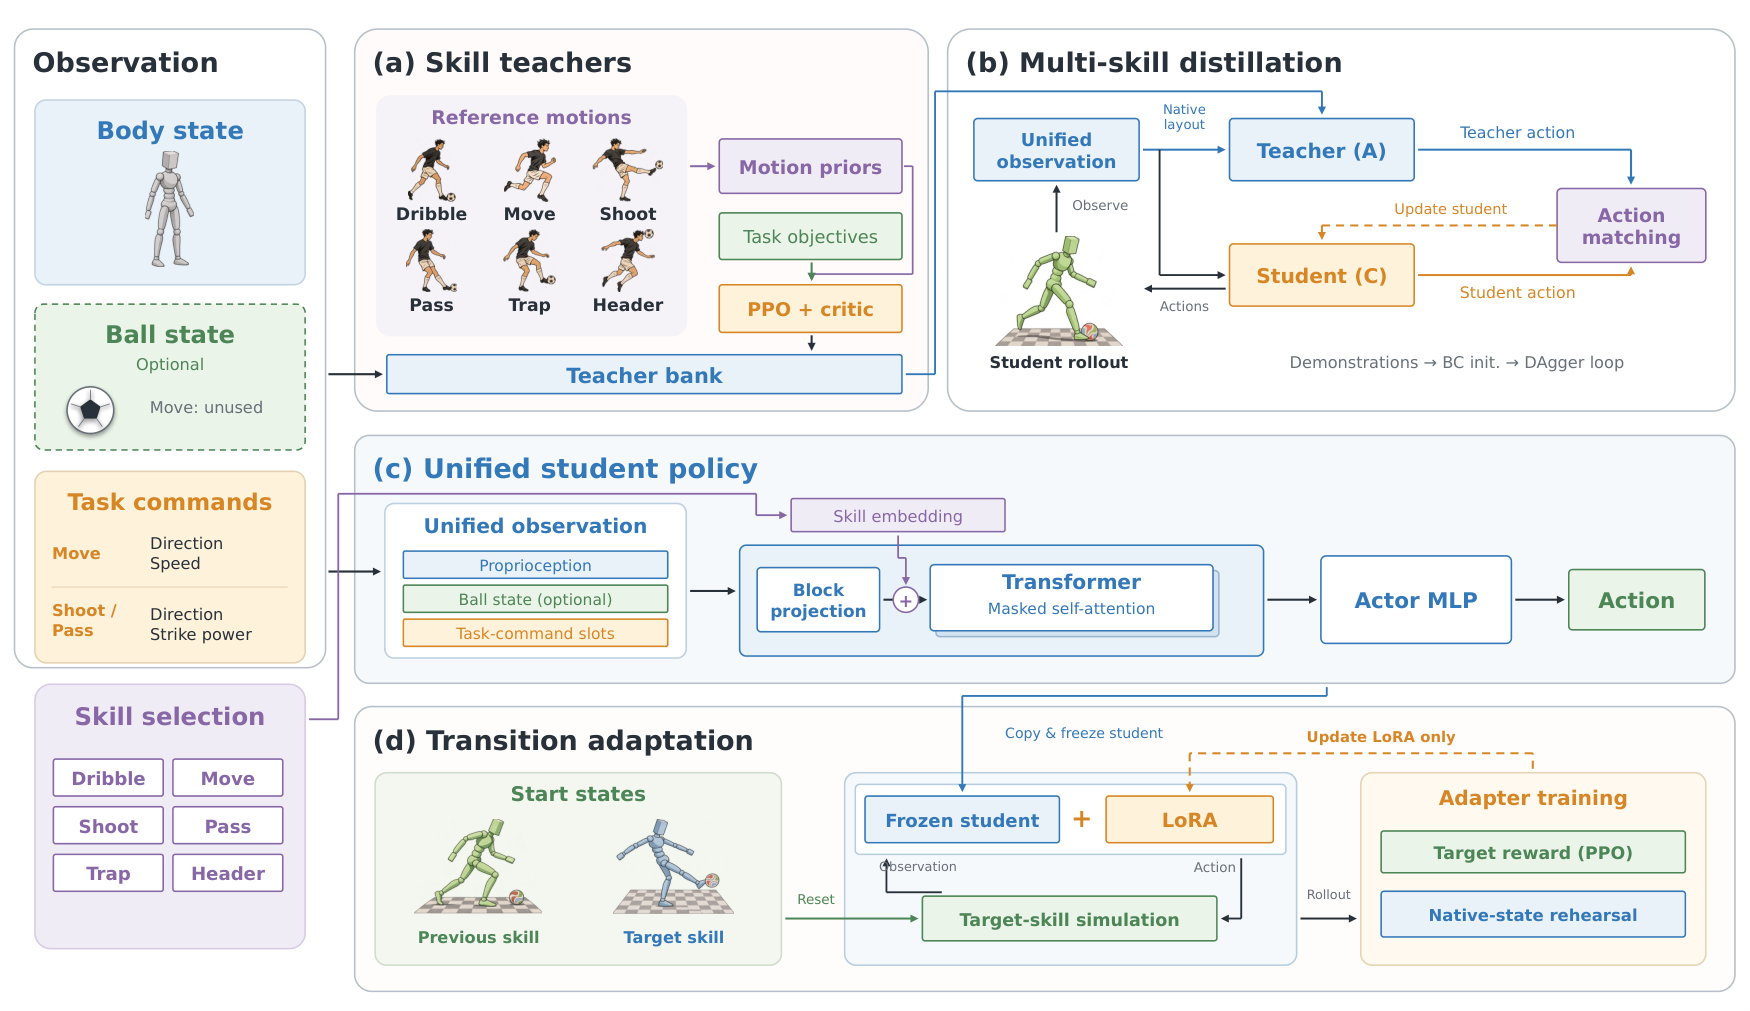 Observation
Body state
Ball state
Optional
Move: unused
Task commands
Move
Direction
Speed
Shoot /
Pass
Direction
Strike power
Skill selection
Dribble
Move
Shoot
Pass
Trap
Header
(a) Skill teachers
Reference motions
Dribble
Move
Shoot
Pass
Trap
Header
Motion priors
Task objectives
PPO + critic
Teacher bank
(b) Multi-skill distillation
Unified
observation
Native
layout
Teacher (A)
Teacher action
Observe
Update student
Action
matching
Student (C)
Student action
Actions
Student rollout
Demonstrations → BC init. → DAgger loop
(c) Unified student policy
Unified observation
Proprioception
Ball state (optional)
Task-command slots
Skill embedding
Block
projection
+
Transformer
Masked self-attention
Actor MLP
Action
(d) Transition adaptation
Start states
Previous skill
Target skill
Reset
Copy & freeze student
Update LoRA only
Frozen student
+
LoRA
Observation
Action
Target-skill simulation
Rollout
Adapter training
Target reward (PPO)
Native-state rehearsal